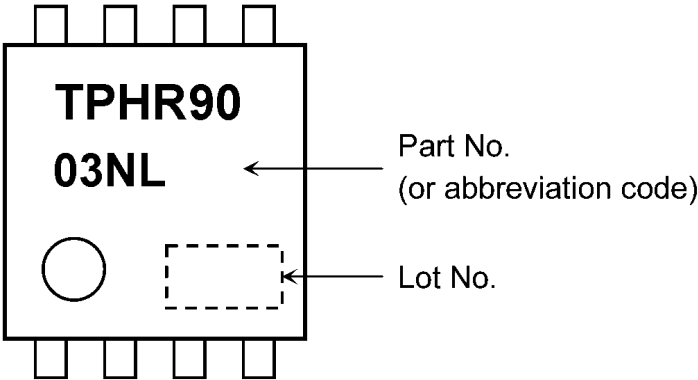 TPHR90
03NL
Part No.
(or abbreviation code)
Lot No.